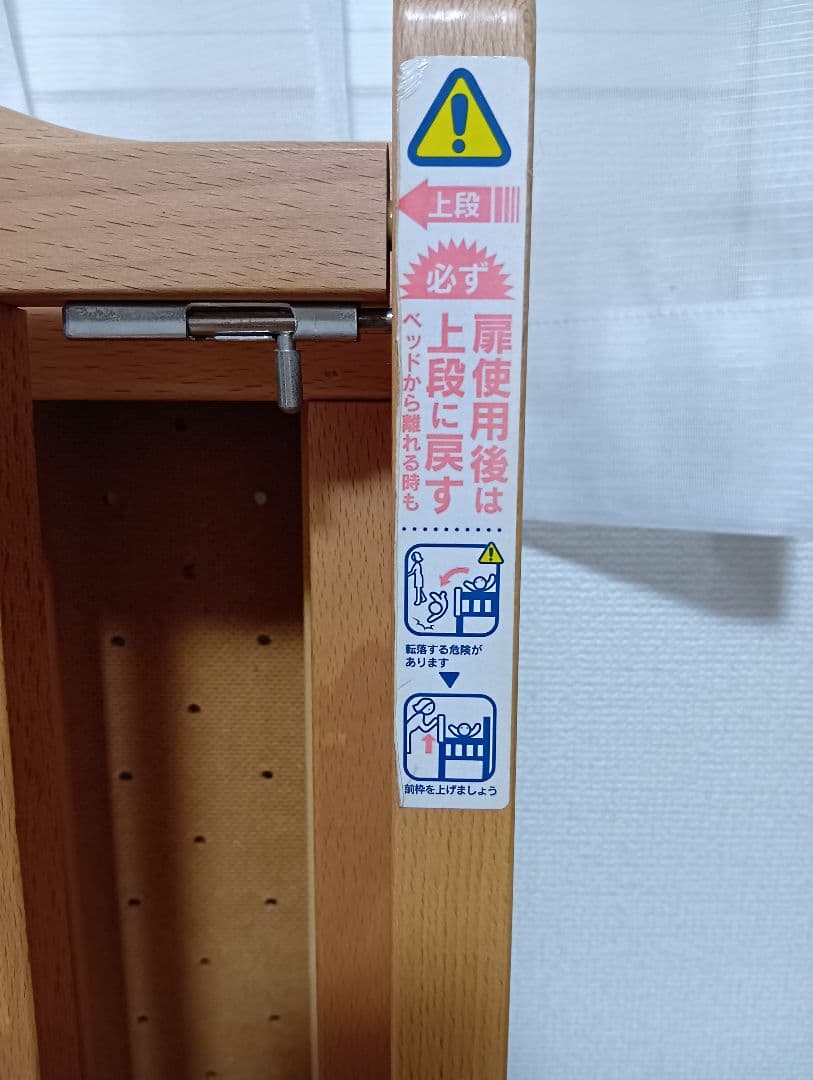 上段
必ず
扉使用後は
上段に戻す
ベッドから離れる時も
転落する危険が
あります
前枠を上げましょう